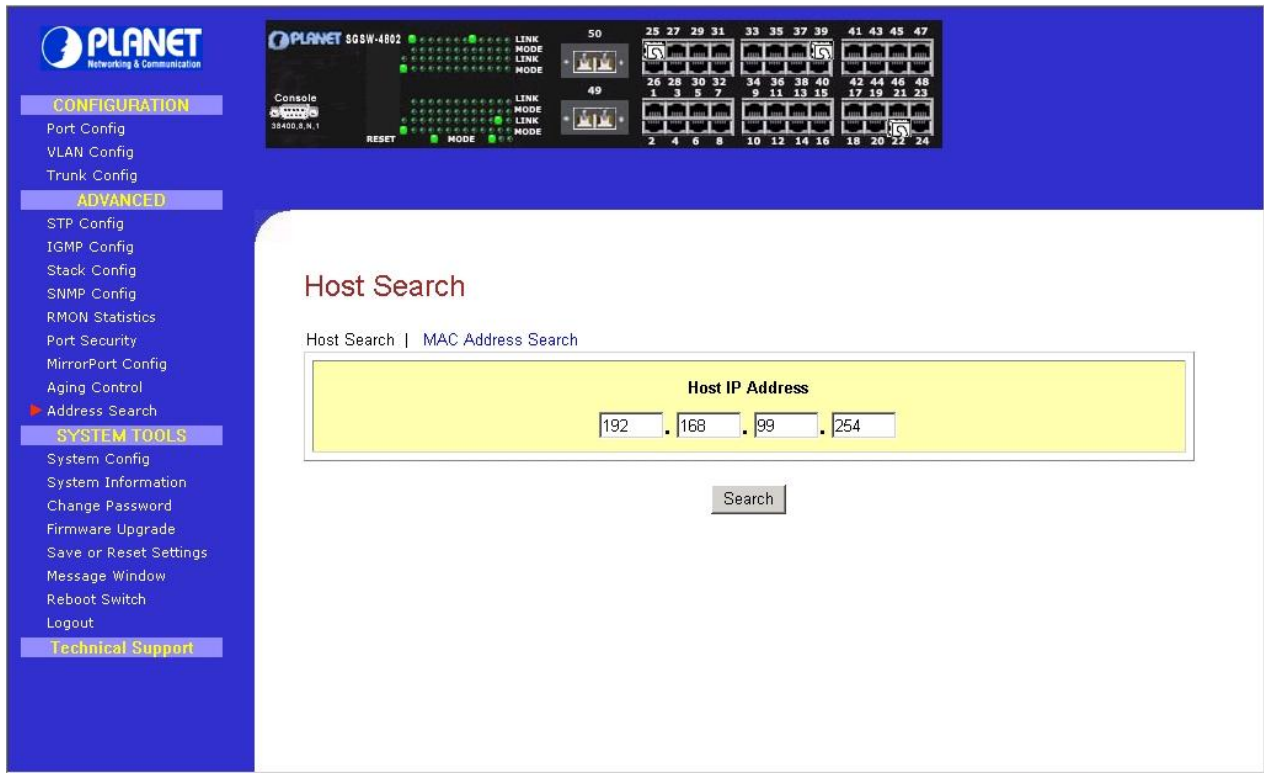 PLANET
Networking & Communication
CONFIGURATION
Port Config
VLAN Config
Trunk Config
ADVANCED
STP Config
IGMP Config
Stack Config
SNMP Config
RMON Statistics
Port Security
MirrorPort Config
Aging Control
Address Search
SYSTEM TOOLS
System Config
System Information
Change Password
Firmware Upgrade
Save or Reset Settings
Message Window
Reboot Switch
Logout
Technical Support
PLANET SGSW-4802
LINK
MODE
LINK
MODE
Console
38400,8,N,1
LINK
MODE
LINK
MODE
RESET MODE
50
49
25 27 29 31 33 35 37 39 41 43 45 47
26 28 30 32 34 36 38 40 42 44 46 48
1 3 5 7 9 11 13 15 17 19 21 23
2 4 6 8 10 12 14 16 18 20 22 24
Host Search
Host Search | MAC Address Search
Host IP Address
192 . 168 . 99 . 254
Search